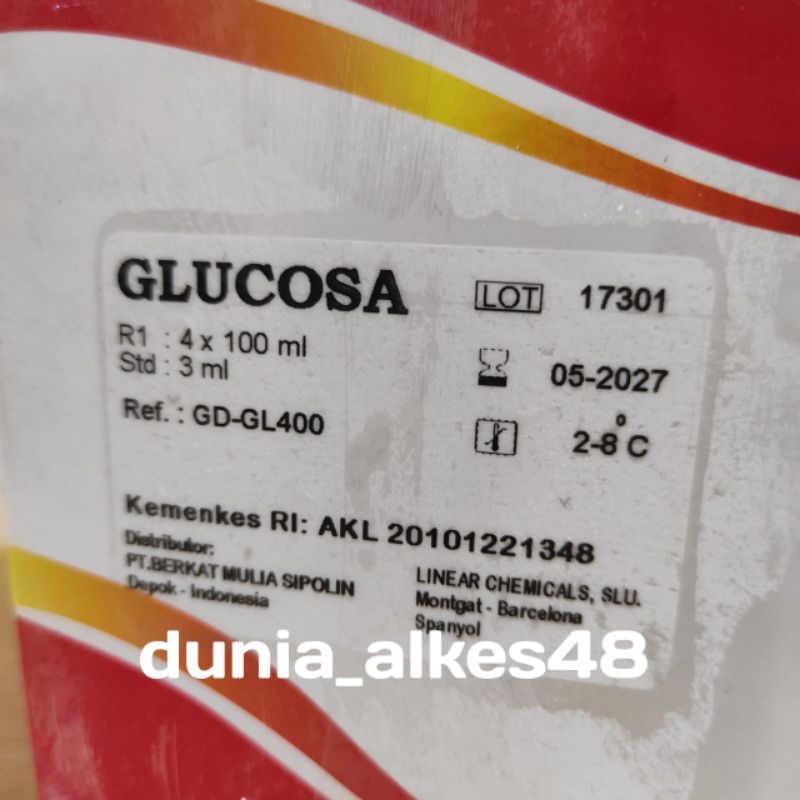 GLUCOSA
R1 : 4 x 100 ml
Std : 3 ml
Ref. : GD-GL400
LOT 17301
05-2027
2-8°C
Kemenkes RI: AKL 20101221348
Distributor:
PT.BERKAT MULIA SIPOLIN
Depok - Indonesia
LINEAR CHEMICALS, SLU.
Montgat - Barcelona
Spanyol
dunia_alkes48